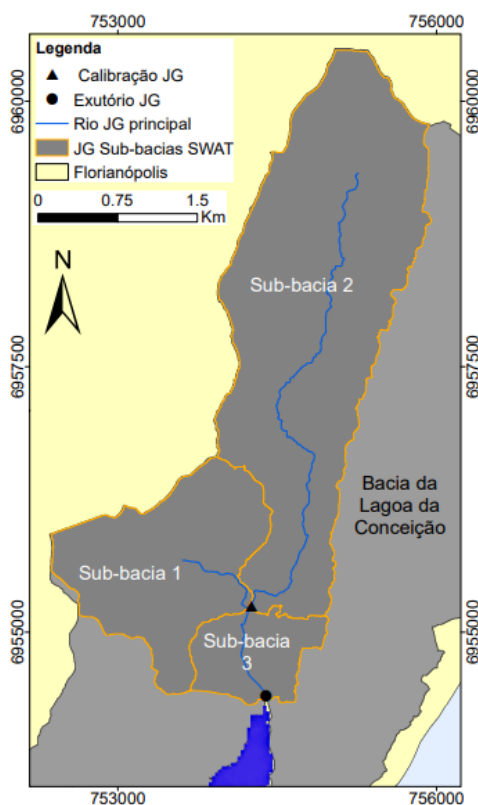 753000
756000
Legenda
Calibração JG
Exutório JG
Rio JG principal
JG Sub-bacias SWAT
Florianópolis
0
0.75
1.5
Km
N
6960000
6960000
Sub-bacia 2
6957500
6957500
Bacia da
Lagoa da
Conceição
Sub-bacia 1
Sub-bacia
3
6955000
6955000
753000
756000